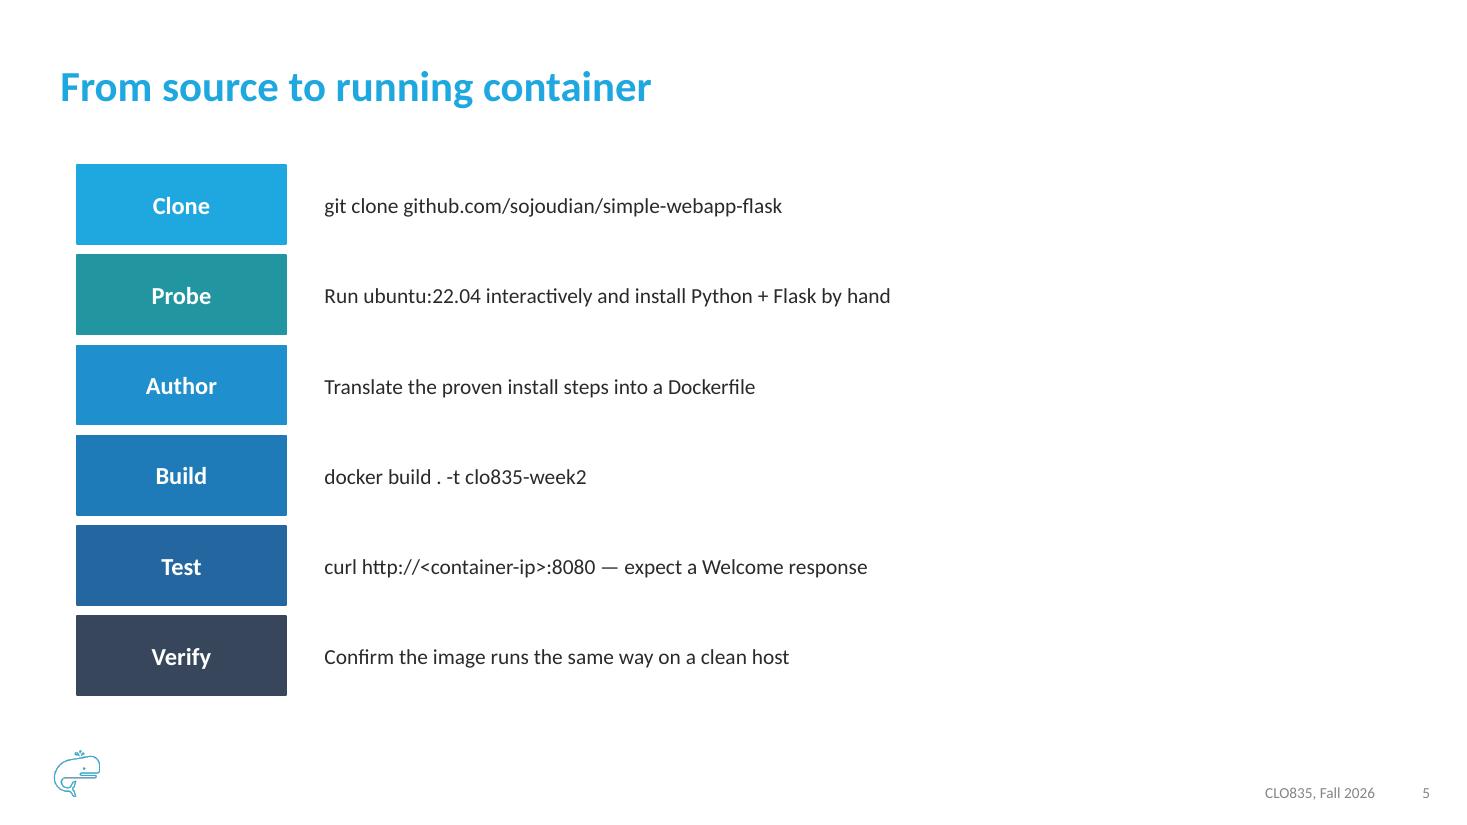 From source to running container
Clone
git clone github.com/sojoudian/simple-webapp-flask
Probe
Run ubuntu:22.04 interactively and install Python + Flask by hand
Author
Translate the proven install steps into a Dockerfile
Build
docker build . -t clo835-week2
Test
curl http://<container-ip>:8080 — expect a Welcome response
Verify
Confirm the image runs the same way on a clean host
CLO835, Fall 2026
5